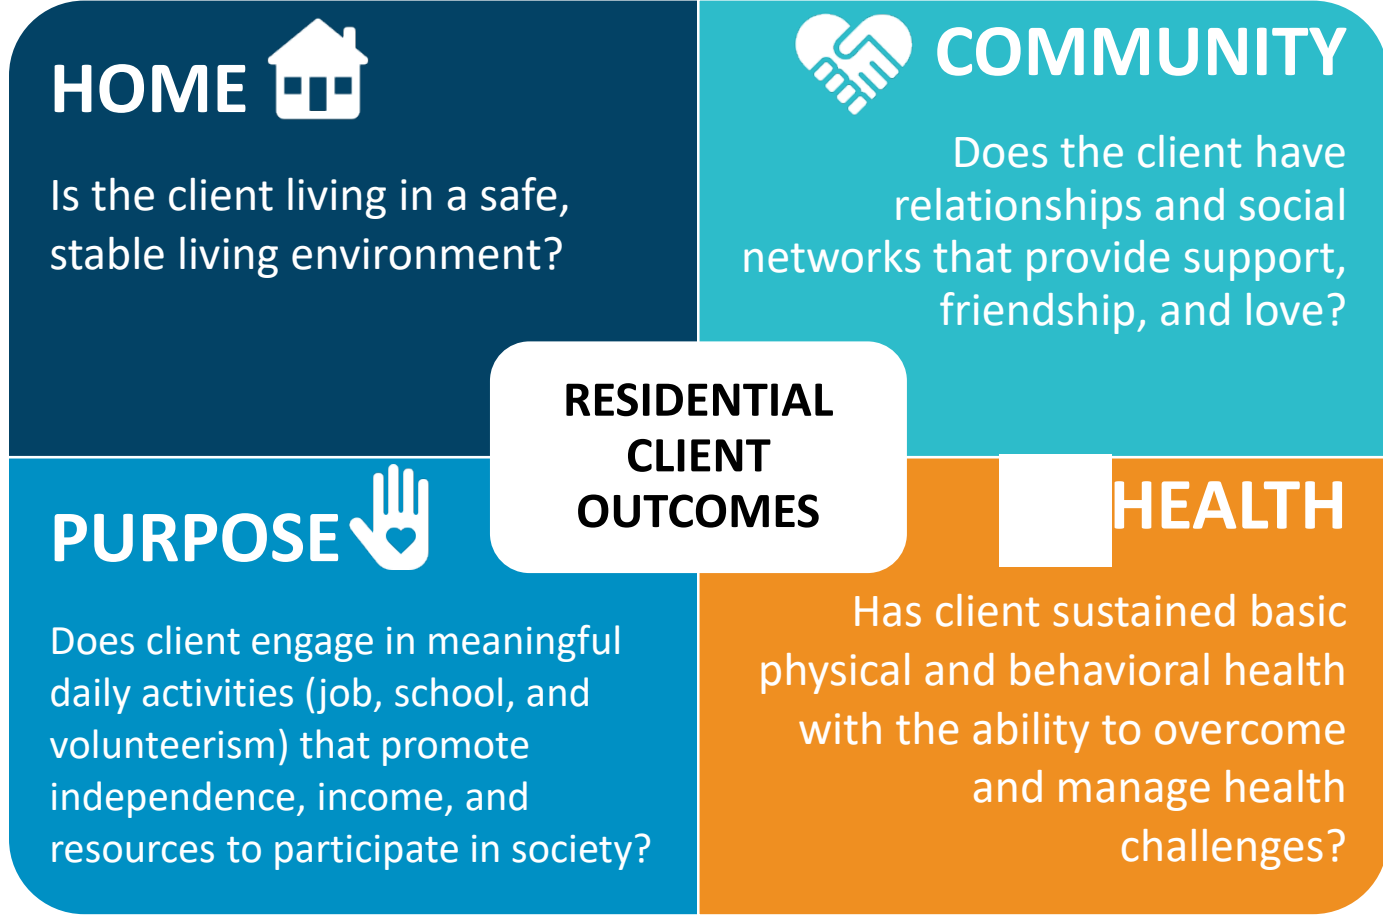 HOME
Is the client living in a safe,
stable living environment?
COMMUNITY
Does the client have
relationships and social
networks that provide support,
friendship, and love?
RESIDENTIAL
CLIENT
OUTCOMES
PURPOSE
Does client engage in meaningful
daily activities (job, school, and
volunteerism) that promote
independence, income, and
resources to participate in society?
HEALTH
Has client sustained basic
physical and behavioral health
with the ability to overcome
and manage health
challenges?